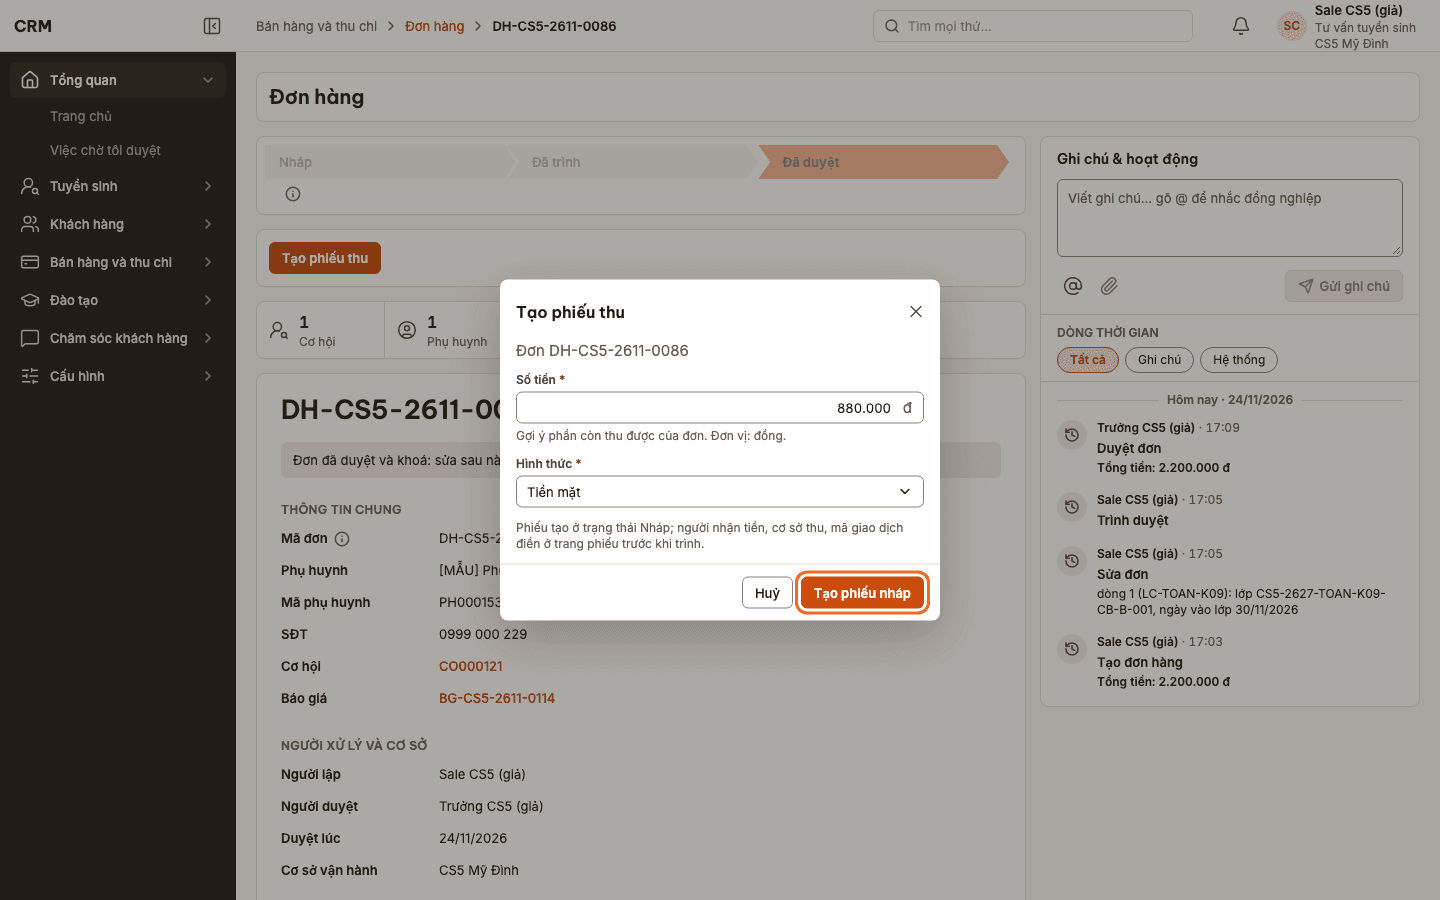 CRM
Bán hàng và thu chi > Đơn hàng > DH-CS5-2611-0086
Tìm mọi thứ...
SC
Sale CS5 (giả)
Tư vấn tuyển sinh
CS5 Mỹ Đình
Tổng quan
Trang chủ
Việc chờ tôi duyệt
Tuyển sinh
Khách hàng
Bán hàng và thu chi
Đào tạo
Chăm sóc khách hàng
Cấu hình
Đơn hàng
Nháp
Đã trình
Đã duyệt
Tạo phiếu thu
1
Cơ hội
1
Phụ huynh
DH-CS5-2611-00
Đơn đã duyệt và khoá: sửa sau nà
THÔNG TIN CHUNG
Mã đơn DH-CS5-2
Phụ huynh [MẪU] Ph
Mã phụ huynh PH000153
SĐT 0999 000 229
Cơ hội CO000121
Báo giá BG-CS5-2611-0114
NGƯỜI XỬ LÝ VÀ CƠ SỞ
Người lập Sale CS5 (giả)
Người duyệt Trưởng CS5 (giả)
Duyệt lúc 24/11/2026
Cơ sở vận hành CS5 Mỹ Đình
Tạo phiếu thu
Đơn DH-CS5-2611-0086
Số tiền *
880.000 đ
Gợi ý phần còn thu được của đơn. Đơn vị: đồng.
Hình thức *
Tiền mặt
Phiếu tạo ở trạng thái Nháp; người nhận tiền, cơ sở thu, mã giao dịch
điền ở trang phiếu trước khi trình.
Huỷ
Tạo phiếu nháp
Ghi chú & hoạt động
Viết ghi chú... gõ @ để nhắc đồng nghiệp
Gửi ghi chú
DÒNG THỜI GIAN
Tất cả
Ghi chú
Hệ thống
Hôm nay · 24/11/2026
Trưởng CS5 (giả) · 17:09
Duyệt đơn
Tổng tiền: 2.200.000 đ
Sale CS5 (giả) · 17:05
Trình duyệt
Sale CS5 (giả) · 17:05
Sửa đơn
dòng 1 (LC-TOAN-K09): lớp CS5-2627-TOAN-K09-
CB-B-001, ngày vào lớp 30/11/2026
Sale CS5 (giả) · 17:03
Tạo đơn hàng
Tổng tiền: 2.200.000 đ